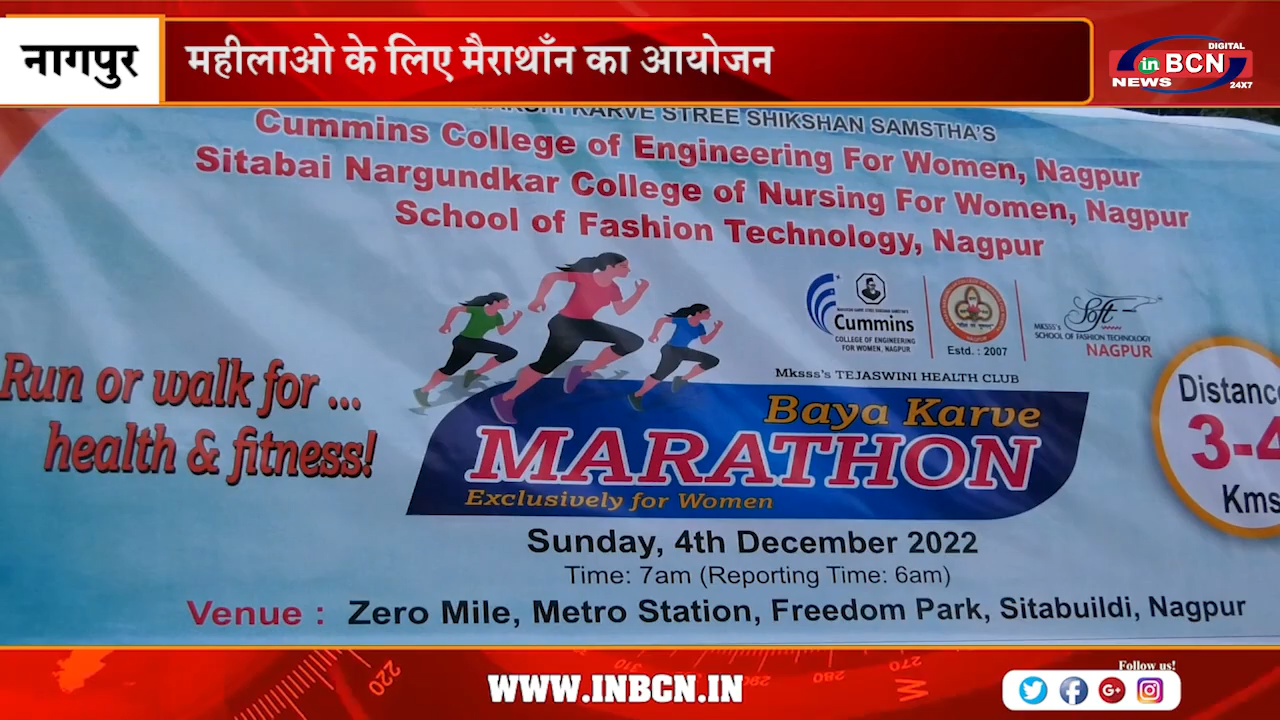 नागपुर
महीलाओ के लिए मैराथाँन का आयोजन
DIGITAL
in BCN
NEWS 24X7
KARVE STREE SHIKSHAN SAMSTHA'S
Cummins College of Engineering For Women, Nagpur
Sitabai Nargundkar College of Nursing For Women, Nagpur
School of Fashion Technology, Nagpur
Cummins
COLLEGE OF ENGINEERING
FOR WOMEN, NAGPUR
Estd. : 2007
Soft
MKSSS's
SCHOOL OF FASHION TECHNOLOGY
NAGPUR
Mksss's TEJASWINI HEALTH CLUB
Run or walk for ...
health & fitness!
Baya Karve
MARATHON
Exclusively for Women
Distance
3-4
Kms
Sunday, 4th December 2022
Time: 7am (Reporting Time: 6am)
Venue : Zero Mile, Metro Station, Freedom Park, Sitabuildi, Nagpur
WWW.INBCN.IN
Follow us!
220
310
280
270
W